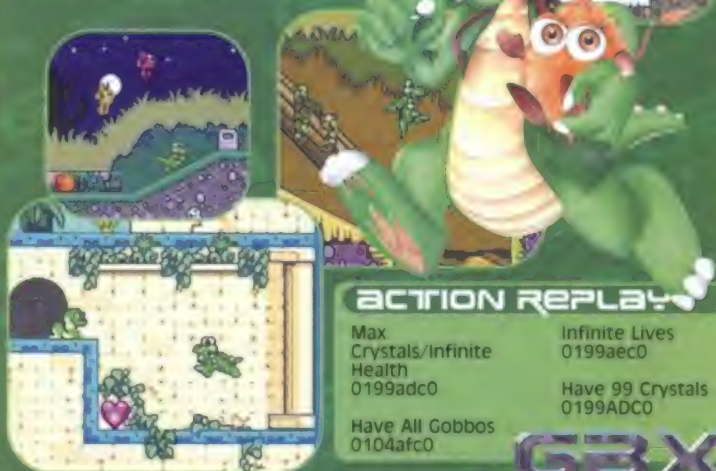 ACTION REPLAY
Max
Crystals/Infinite
Health
0199adc0
Have All Gobbos
0104afc0
Infinite Lives
0199aec0
Have 99 Crystals
0199ADC0
GBX